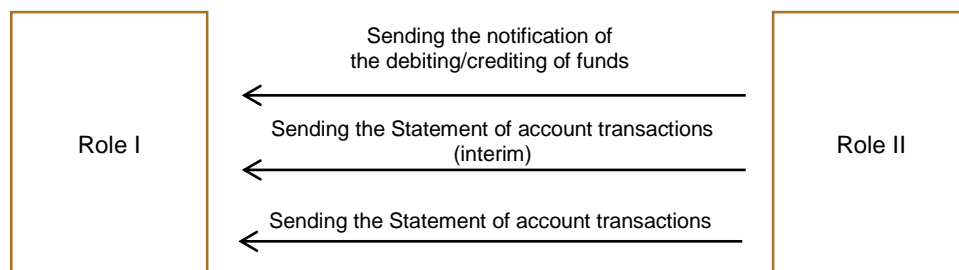 Sending the notification of
the debiting/crediting of funds
Sending the Statement of account transactions
(interim)
Role I
Role II
Sending the Statement of account transactions